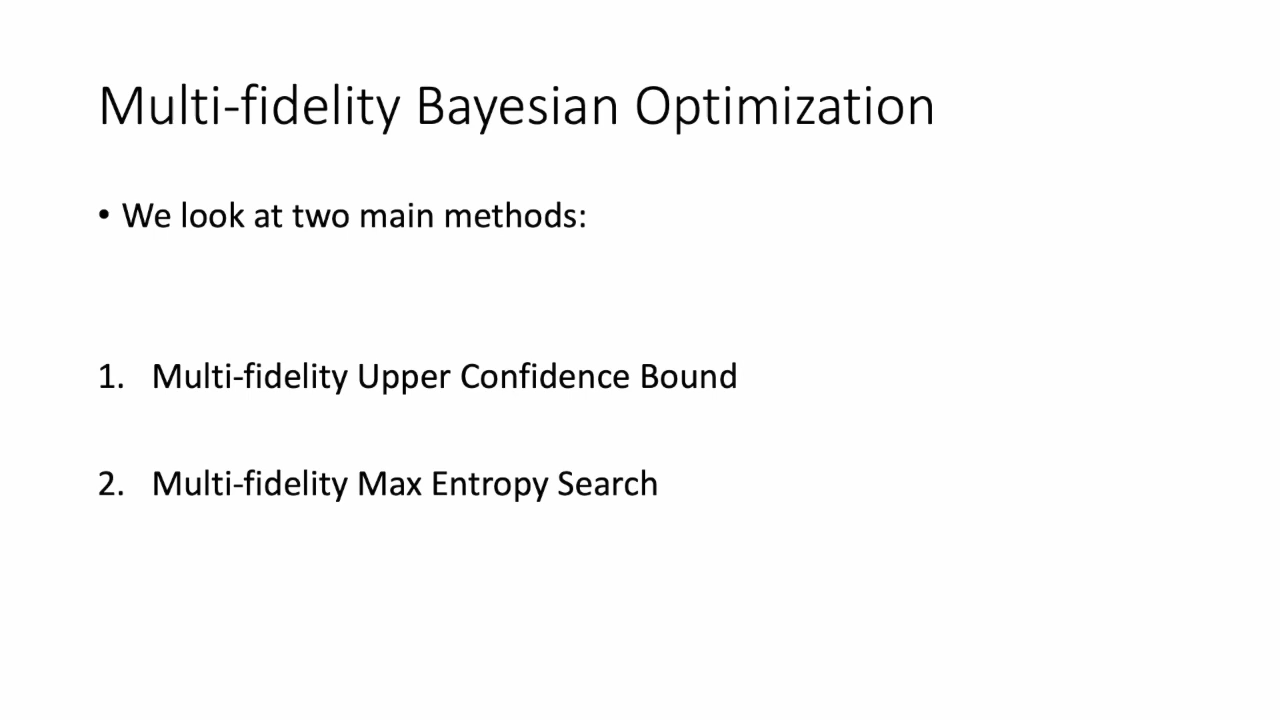 Multi-fidelity Bayesian Optimization
• We look at two main methods:
1. Multi-fidelity Upper Confidence Bound
2. Multi-fidelity Max Entropy Search